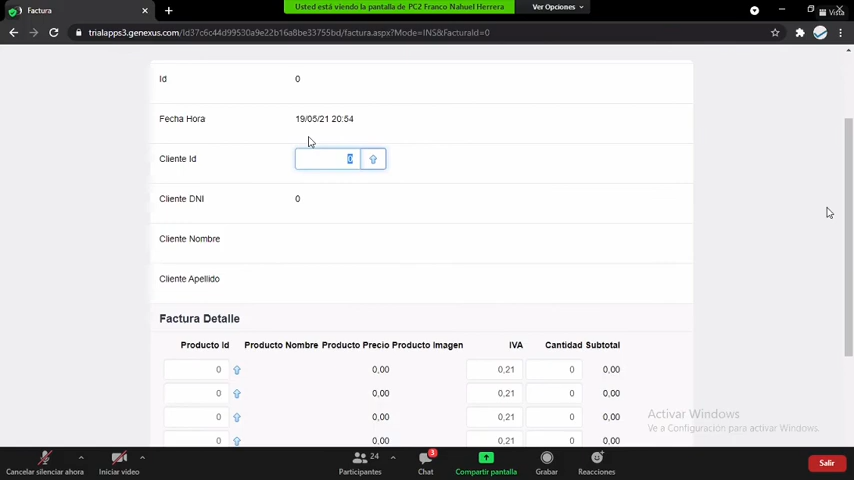 Factura
Usted está viendo la pantalla de PC2 Franco Nahuel Herrera
Ver Opciones
Vista
trialapps3.genexus.com/Id37c6c44d99530a9e22b16a8be33755bd/factura.aspx?Mode=INS&FacturaId=0
Id 0
Fecha Hora 19/05/21 20:54
Cliente Id 0
Cliente DNI 0
Cliente Nombre
Cliente Apellido
Factura Detalle
Producto Id Producto Nombre Producto Precio Producto Imagen IVA Cantidad Subtotal
0 0,00 0,21 0 0,00
0 0,00 0,21 0 0,00
0 0,00 0,21 0 0,00
0 0,00 0,21 0 0,00
Activar Windows
Ve a Configuración para activar Windows.
Cancelar silenciar ahora
Iniciar video
24
Participantes
3
Chat
Compartir pantalla
Grabar
Reacciones
Salir